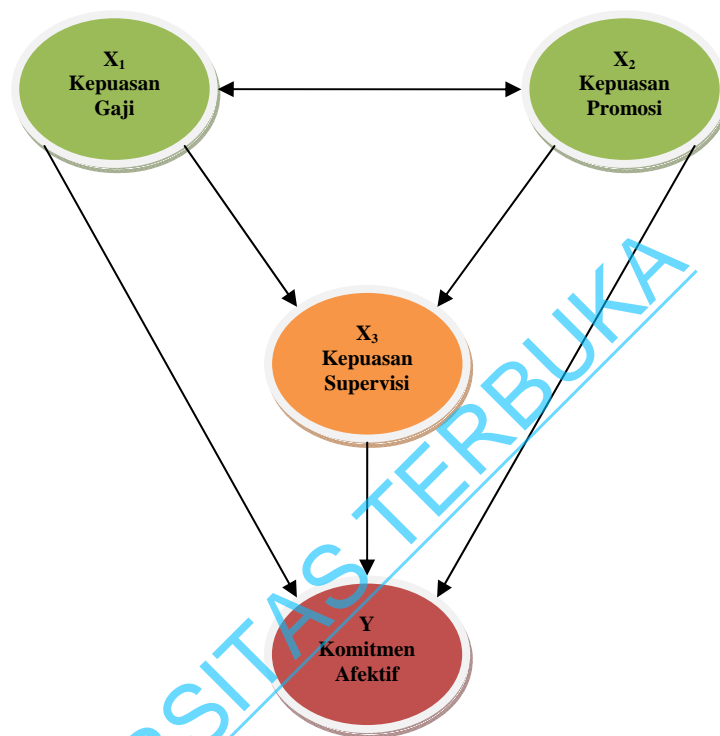 X₁
Kepuasan
Gaji
X₂
Kepuasan
Promosi
X₃
Kepuasan
Supervisi
Y
Komitmen
Afektif
RSITAS TERBUKA